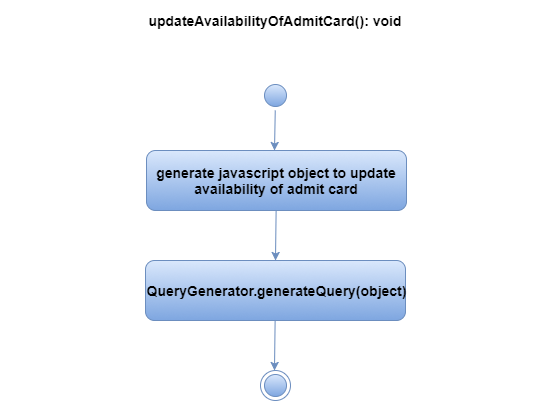 updateAvailabilityOfAdmitCard(): void
generate javascript object to update
availability of admit card
QueryGenerator.generateQuery(object)